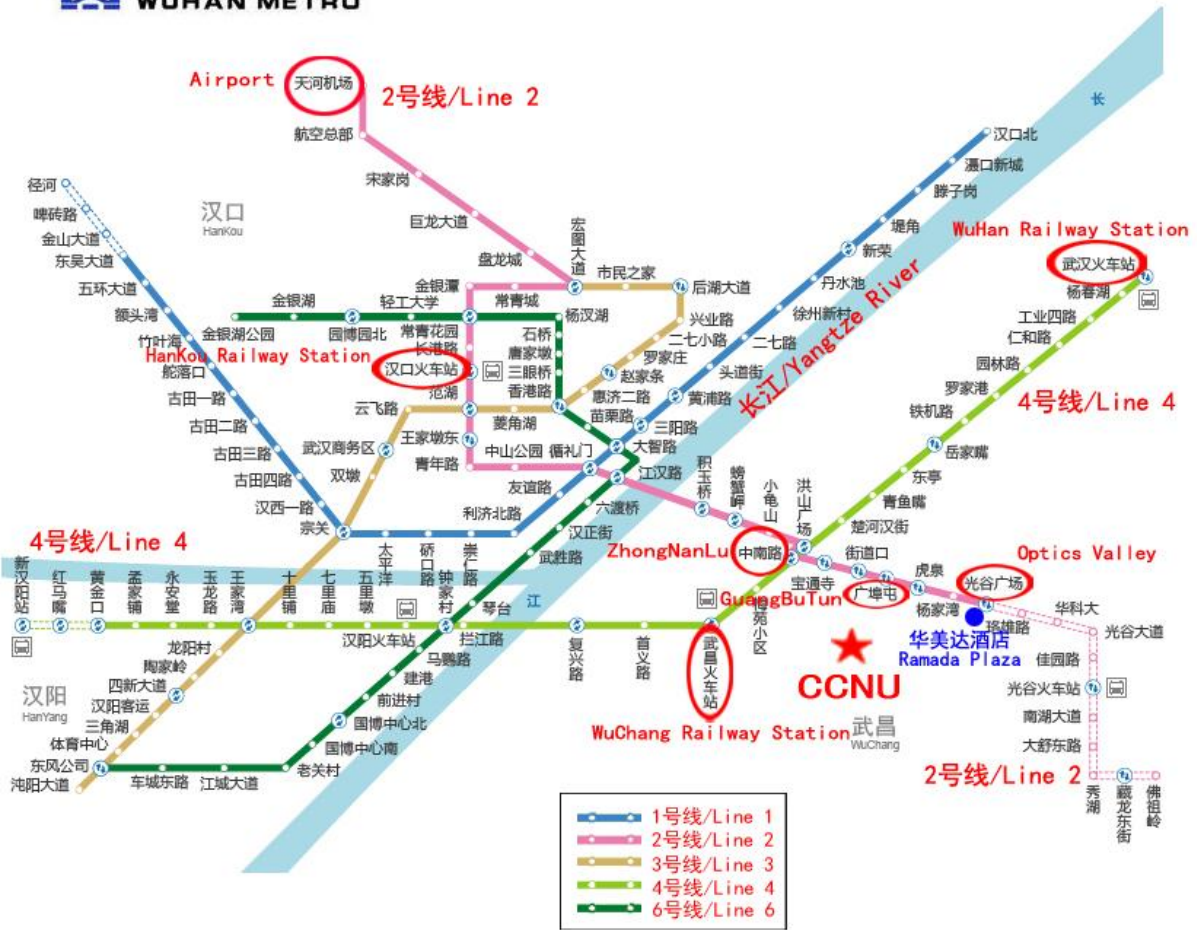 WUHAN METRO
Airport
天河机场
2号线/Line 2
航空总部
宋家岗
巨龙大道
盘龙城
宏图大道
长
汉口北
滠口新城
滕子岗
堤角
新荣
丹水池
徐州新村
二七路
头道街
黄浦路
三阳路
大智路
径河
啤砖路
金山大道
东吴大道
五环大道
额头湾
竹叶海
舵落口
古田一路
古田二路
古田三路
古田四路
汉西一路
宗关
汉口
HanKou
WuHan Railway Station
武汉火车站
杨春湖
工业四路
仁和路
园林路
罗家港
铁机路
岳家嘴
东亭
青鱼嘴
楚河汉街
4号线/Line 4
长江/Yangtze River
金银潭
常青城
市民之家
后湖大道
兴业路
二七小路
罗家庄
赵家条
惠济二路
金银湖
轻工大学
金银湖公园
园博园北
常青花园
杨汊湖
石桥
唐家墩
三眼桥
香港路
苗栗路
长港路
HanKou Railway Station
汉口火车站
范湖
云飞路
菱角湖
武汉商务区
双墩
王家墩东
青年路
中山公园
循礼门
江汉路
友谊路
利济北路
六渡桥
汉正街
武胜路
积玉桥
螃蟹岬
小龟山
洪山广场
ZhongNanLu
中南路
街道口
宝通寺
GuangBuTun
广埠屯
虎泉
杨家湾
Optics Valley
光谷广场
珞雄路
华科大
光谷大道
佳园路
光谷火车站
南湖大道
大舒东路
秀湖
藏龙东街
佛祖岭
2号线/Line 2
4号线/Line 4
新汉阳站
红马嘴
黄金口
孟家铺
永安堂
玉龙路
王家湾
十里铺
七里庙
五里墩
太平洋
硚口路
崇仁路
汉阳火车站
钟家村
琴台
江
拦江路
马鹦路
建港
前进村
国博中心北
国博中心南
老关村
复兴路
首义路
武昌火车站
苑小区
WuChang Railway Station
CCNU
武昌
WuChang
华美达酒店
Ramada Plaza
龙阳村
陶家岭
四新大道
汉阳客运
三角湖
体育中心
东风公司
沌阳大道
车城东路
江城大道
汉阳
HanYang
1号线/Line 1
2号线/Line 2
3号线/Line 3
4号线/Line 4
6号线/Line 6